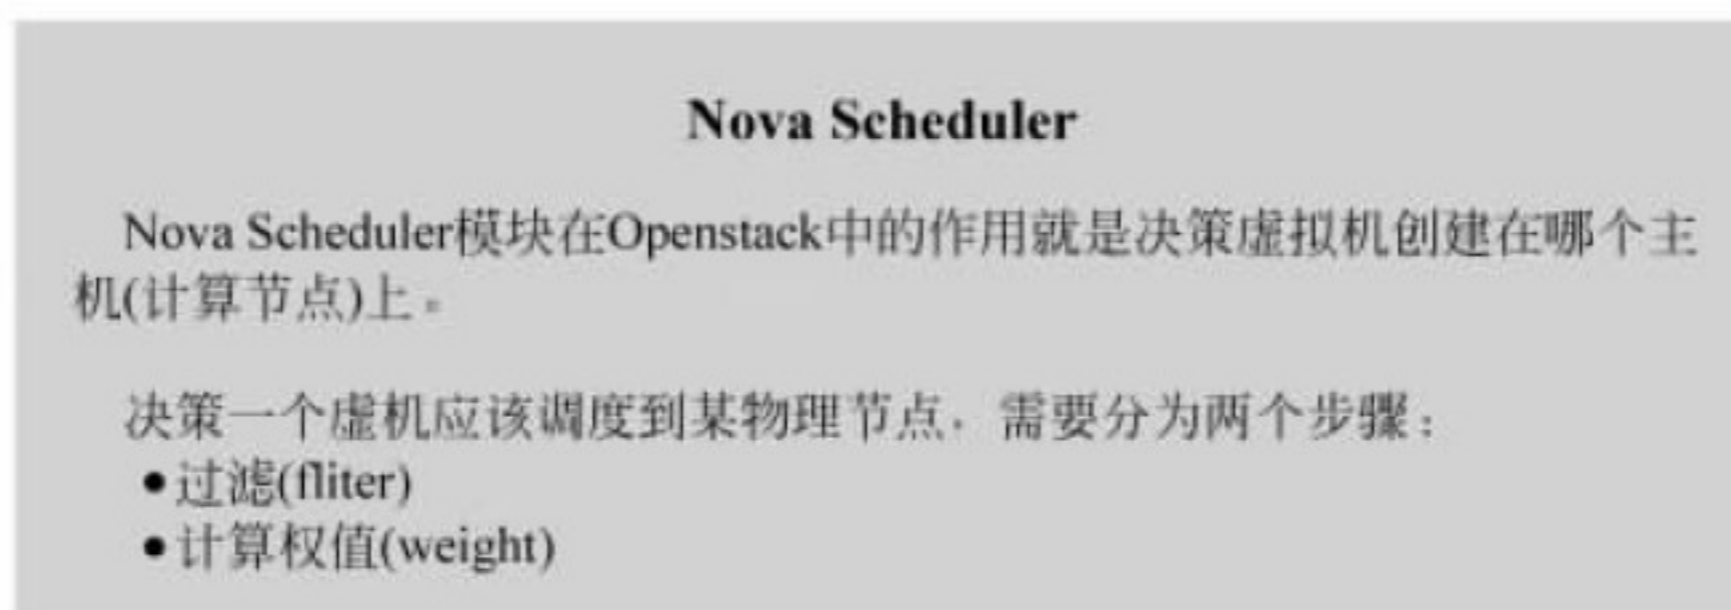 Nova Scheduler
Nova Scheduler模块在Openstack中的作用就是决策虚拟机创建在哪个主
机(计算节点)上。
决策一个虚机应该调度到某物理节点，需要分为两个步骤：
●过滤(fliter)
●计算权值(weight)